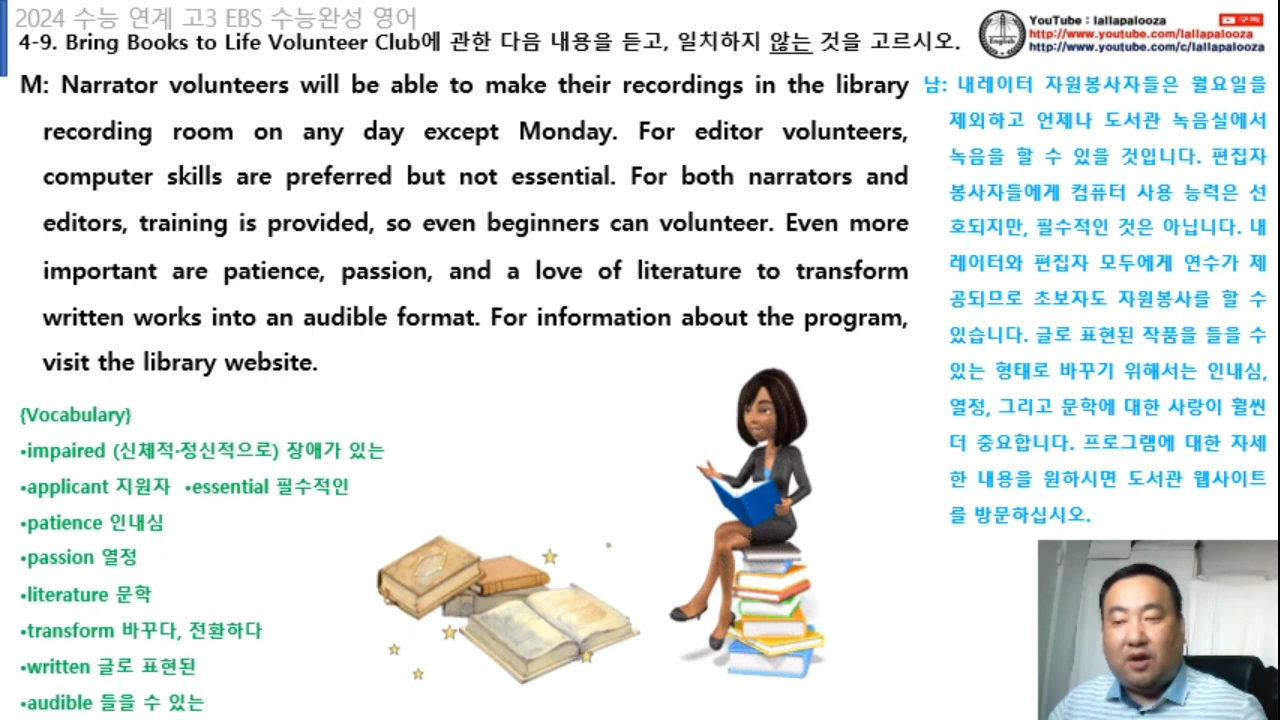 2024 수능 연계 고3 EBS 수능완성 영어
4-9. Bring Books to Life Volunteer Club에 관한 다음 내용을 듣고, 일치하지 않는 것을 고르시오.
English
YouTube : lallapalooza
구독
http://www.youtube.com/lallapalooza
http://www.youtube.com/c/lallapalooza
M: Narrator volunteers will be able to make their recordings in the library
recording room on any day except Monday. For editor volunteers,
computer skills are preferred but not essential. For both narrators and
editors, training is provided, so even beginners can volunteer. Even more
important are patience, passion, and a love of literature to transform
written works into an audible format. For information about the program,
visit the library website.
남: 내레이터 자원봉사자들은 월요일을
제외하고 언제나 도서관 녹음실에서
녹음을 할 수 있을 것입니다. 편집자
봉사자들에게 컴퓨터 사용 능력은 선
호되지만, 필수적인 것은 아닙니다. 내
레이터와 편집자 모두에게 연수가 제
공되므로 초보자도 자원봉사를 할 수
있습니다. 글로 표현된 작품을 들을 수
있는 형태로 바꾸기 위해서는 인내심,
열정, 그리고 문학에 대한 사랑이 훨씬
더 중요합니다. 프로그램에 대한 자세
한 내용을 원하시면 도서관 웹사이트
를 방문하십시오.
{Vocabulary}
•impaired (신체적·정신적으로) 장애가 있는
•applicant 지원자 •essential 필수적인
•patience 인내심
•passion 열정
•literature 문학
•transform 바꾸다, 전환하다
•written 글로 표현된
•audible 들을 수 있는